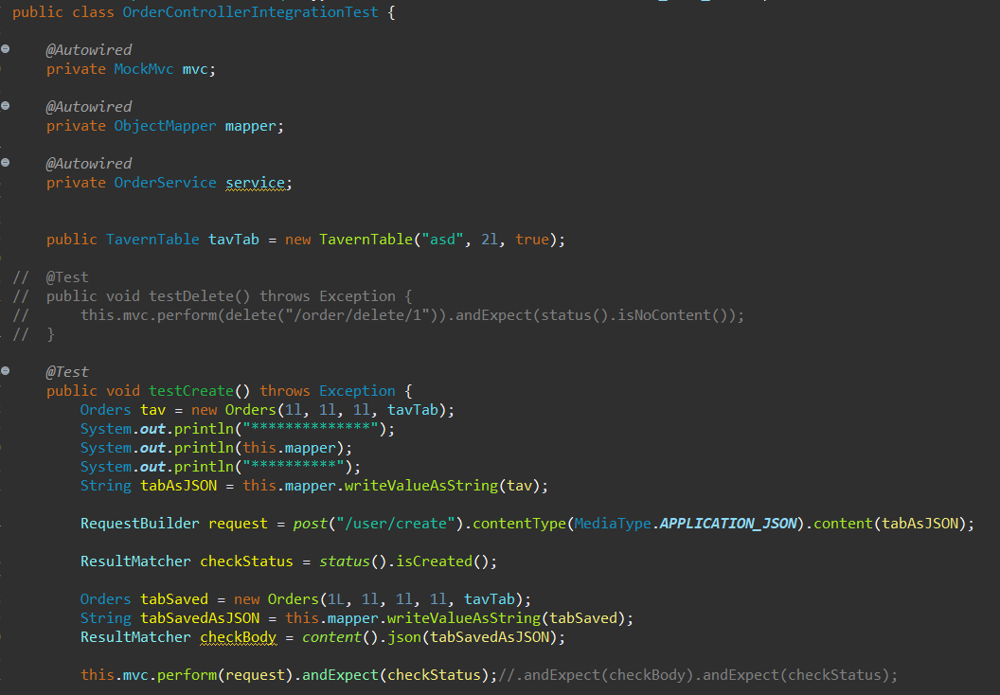 public class OrderControllerIntegrationTest {
@Autowired
private MockMvc mvc;
@Autowired
private ObjectMapper mapper;
@Autowired
private OrderService service;
public TavernTable tavTab = new TavernTable("asd", 2l, true);
// @Test
// public void testDelete() throws Exception {
// this.mvc.perform(delete("/order/delete/1")).andExpect(status().isNoContent());
// }
@Test
public void testCreate() throws Exception {
Orders tav = new Orders(1l, 1l, 1l, tavTab);
System.out.println("**************");
System.out.println(this.mapper);
System.out.println("**********");
String tabAsJSON = this.mapper.writeValueAsString(tav);
RequestBuilder request = post("/user/create").contentType(MediaType.APPLICATION_JSON).content(tabAsJSON);
ResultMatcher checkStatus = status().isCreated();
Orders tabSaved = new Orders(1L, 1l, 1l, 1l, tavTab);
String tabSavedAsJSON = this.mapper.writeValueAsString(tabSaved);
ResultMatcher checkBody = content().json(tabSavedAsJSON);
this.mvc.perform(request).andExpect(checkStatus);//.andExpect(checkBody).andExpect(checkStatus);